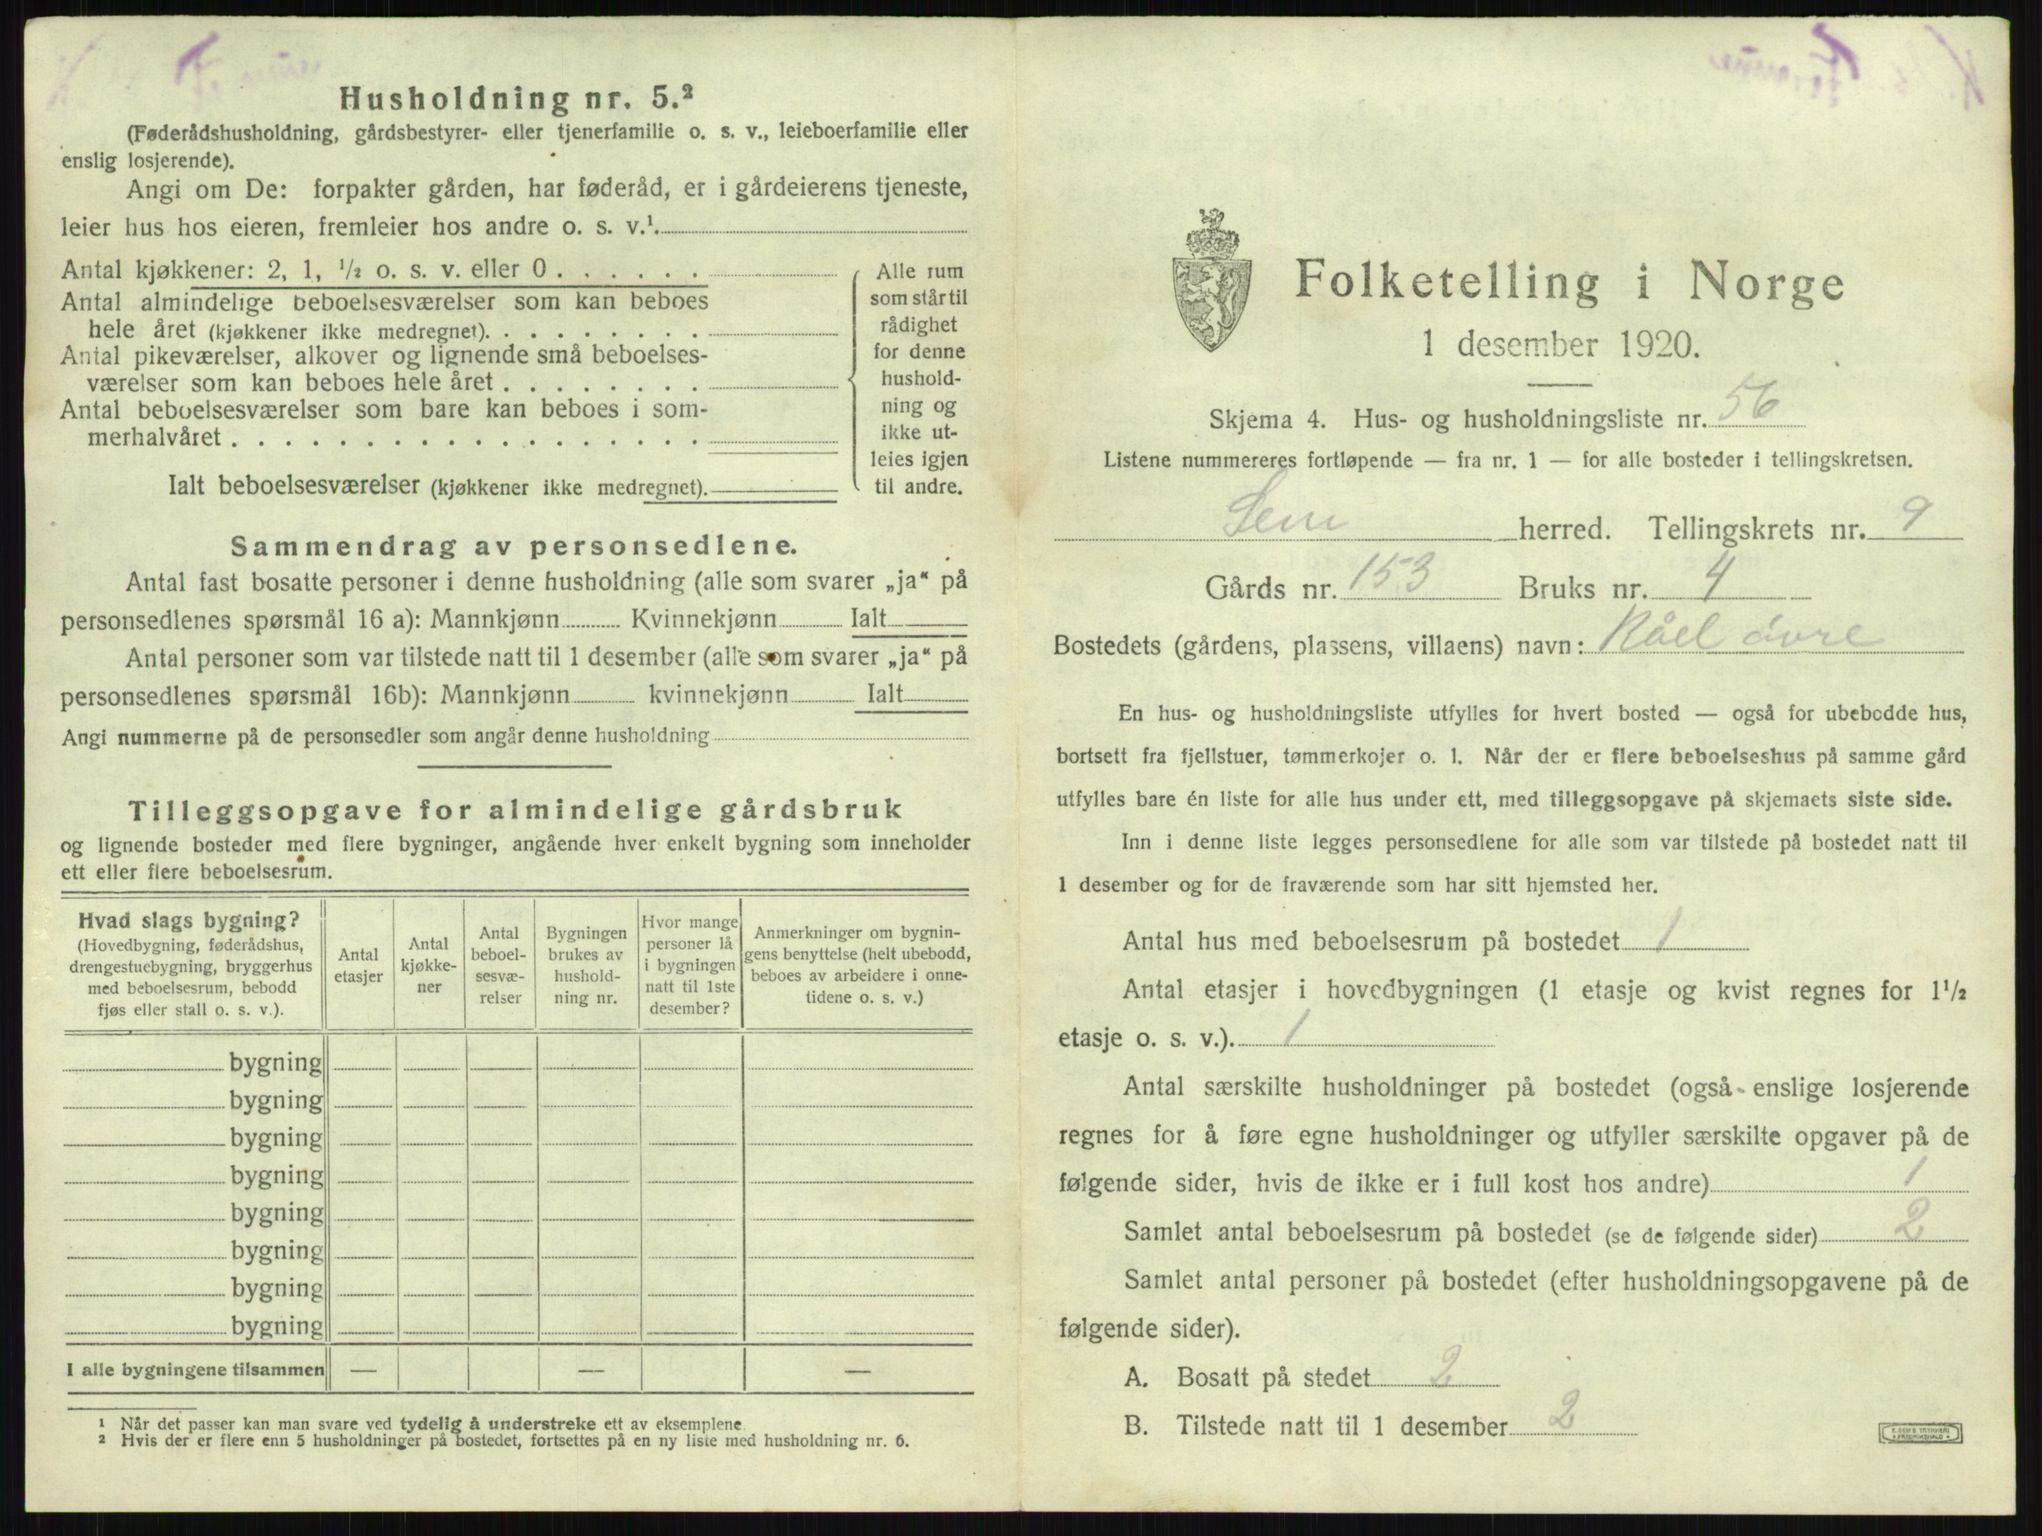 Husholdning nr. 5.²
(Føderådshusholdning, gårdsbestyrer- eller tjenerfamilie o. s. v., leieboerfamilie eller
enslig losjerende).
Angi om De: forpakter gården, har føderåd, er i gårdeierens tjeneste,
leier hus hos eieren, fremleier hos andre o. s. v.¹
Antal kjøkkener: 2, 1, ½ o. s. v. eller 0 . . . . . .
Antal almindelige beboelsesværelser som kan beboes
hele året (kjøkkener ikke medregnet). . . . . . . . .
Antal pikeværelser, alkover og lignende små beboelses-
værelser som kan beboes hele året . . . . . . . .
Antal beboelsesværelser som bare kan beboes i som-
merhalvåret . . . . . . . . . . . . . . . . . .
Ialt beboelsesværelser (kjøkkener ikke medregnet).
Alle rum
som står til
rådighet
for denne
hushold-
ning og
ikke ut-
leies igjen
til andre.
Sammendrag av personsedlene.
Antal fast bosatte personer i denne husholdning (alle som svarer „ja“ på
personsedlenes spørsmål 16 a): Mannkjønn Kvinnekjønn Ialt
Antal personer som var tilstede natt til 1 desember (alle som svarer „ja“ på
personsedlenes spørsmål 16b): Mannkjønn kvinnekjønn Ialt
Angi nummerne på de personsedler som angår denne husholdning
Tilleggsopgave for almindelige gårdsbruk
og lignende bosteder med flere bygninger, angående hver enkelt bygning som inneholder
ett eller flere beboelsesrum.
Hvad slags bygning?
(Hovedbygning, føderådshus,
drengestuebygning, bryggerhus
med beboelsesrum, bebodd
fjøs eller stall o. s. v.).
Antal
etasjer
Antal
kjøkke-
ner
Antal
beboel-
sesvæ-
relser
Bygningen
brukes av
hushold-
ning nr.
Hvor mange
personer lå
i bygningen
natt til 1ste
desember?
Anmerkninger om bygnin-
gens benyttelse (helt ubebodd,
beboes av arbeidere i onne-
tidene o. s. v.)
bygning
bygning
bygning
bygning
bygning
bygning
bygning
bygning
I alle bygningene tilsammen — — —
¹ Når det passer kan man svare ved tydelig å understreke ett av eksemplene.
² Hvis der er flere enn 5 husholdninger på bostedet, fortsettes på en ny liste med husholdning nr. 6.
Folketelling i Norge
1 desember 1920.
Skjema 4. Hus- og husholdningsliste nr. 56
Listene nummereres fortløpende — fra nr. 1 — for alle bosteder i tellingskretsen.
Sem herred. Tellingskrets nr. 9
Gårds nr. 153 Bruks nr. 4
Bostedets (gårdens, plassens, villaens) navn: Råel øvre
En hus- og husholdningsliste utfylles for hvert bosted — også for ubebodde hus,
bortsett fra fjellstuer, tømmerkojer o. l. Når der er flere beboelseshus på samme gård
utfylles bare én liste for alle hus under ett, med tilleggsopgave på skjemaets siste side.
Inn i denne liste legges personsedlene for alle som var tilstede på bostedet natt til
1 desember og for de fraværende som har sitt hjemsted her.
Antal hus med beboelsesrum på bostedet 1
Antal etasjer i hovedbygningen (1 etasje og kvist regnes for 1½
etasje o. s. v.). 1
Antal særskilte husholdninger på bostedet (også enslige losjerende
regnes for å føre egne husholdninger og utfyller særskilte opgaver på de
følgende sider, hvis de ikke er i full kost hos andre) 1
Samlet antal beboelsesrum på bostedet (se de følgende sider) 2
Samlet antal personer på bostedet (efter husholdningsopgavene på de
følgende sider).
A. Bosatt på stedet 2
B. Tilstede natt til 1 desember 2